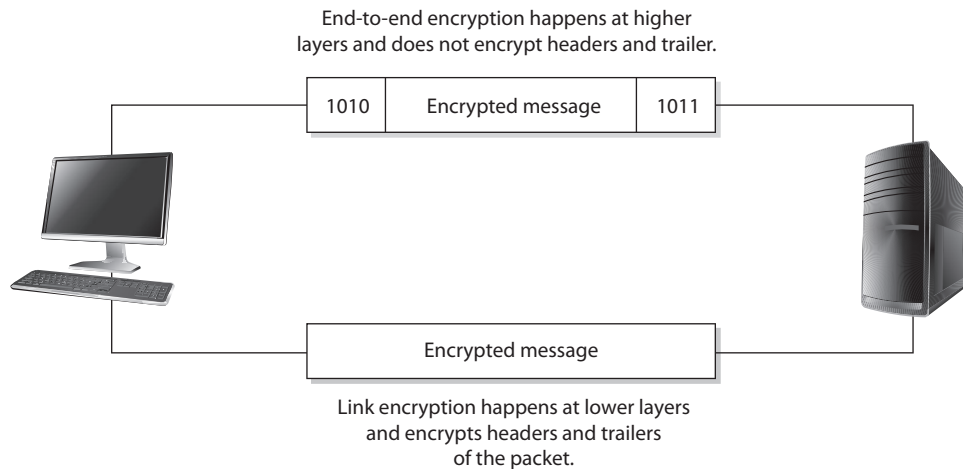 End-to-end encryption happens at higher
layers and does not encrypt headers and trailer.
1010 Encrypted message 1011
Encrypted message
Link encryption happens at lower layers
and encrypts headers and trailers
of the packet.